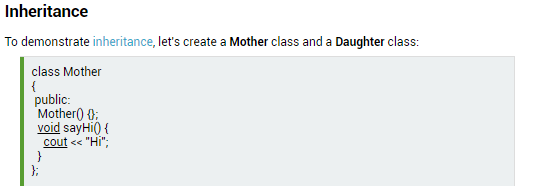 Inheritance
To demonstrate inheritance, let's create a Mother class and a Daughter class:
class Mother
{
public:
Mother() {};
void sayHi() {
cout << "Hi";
}
};